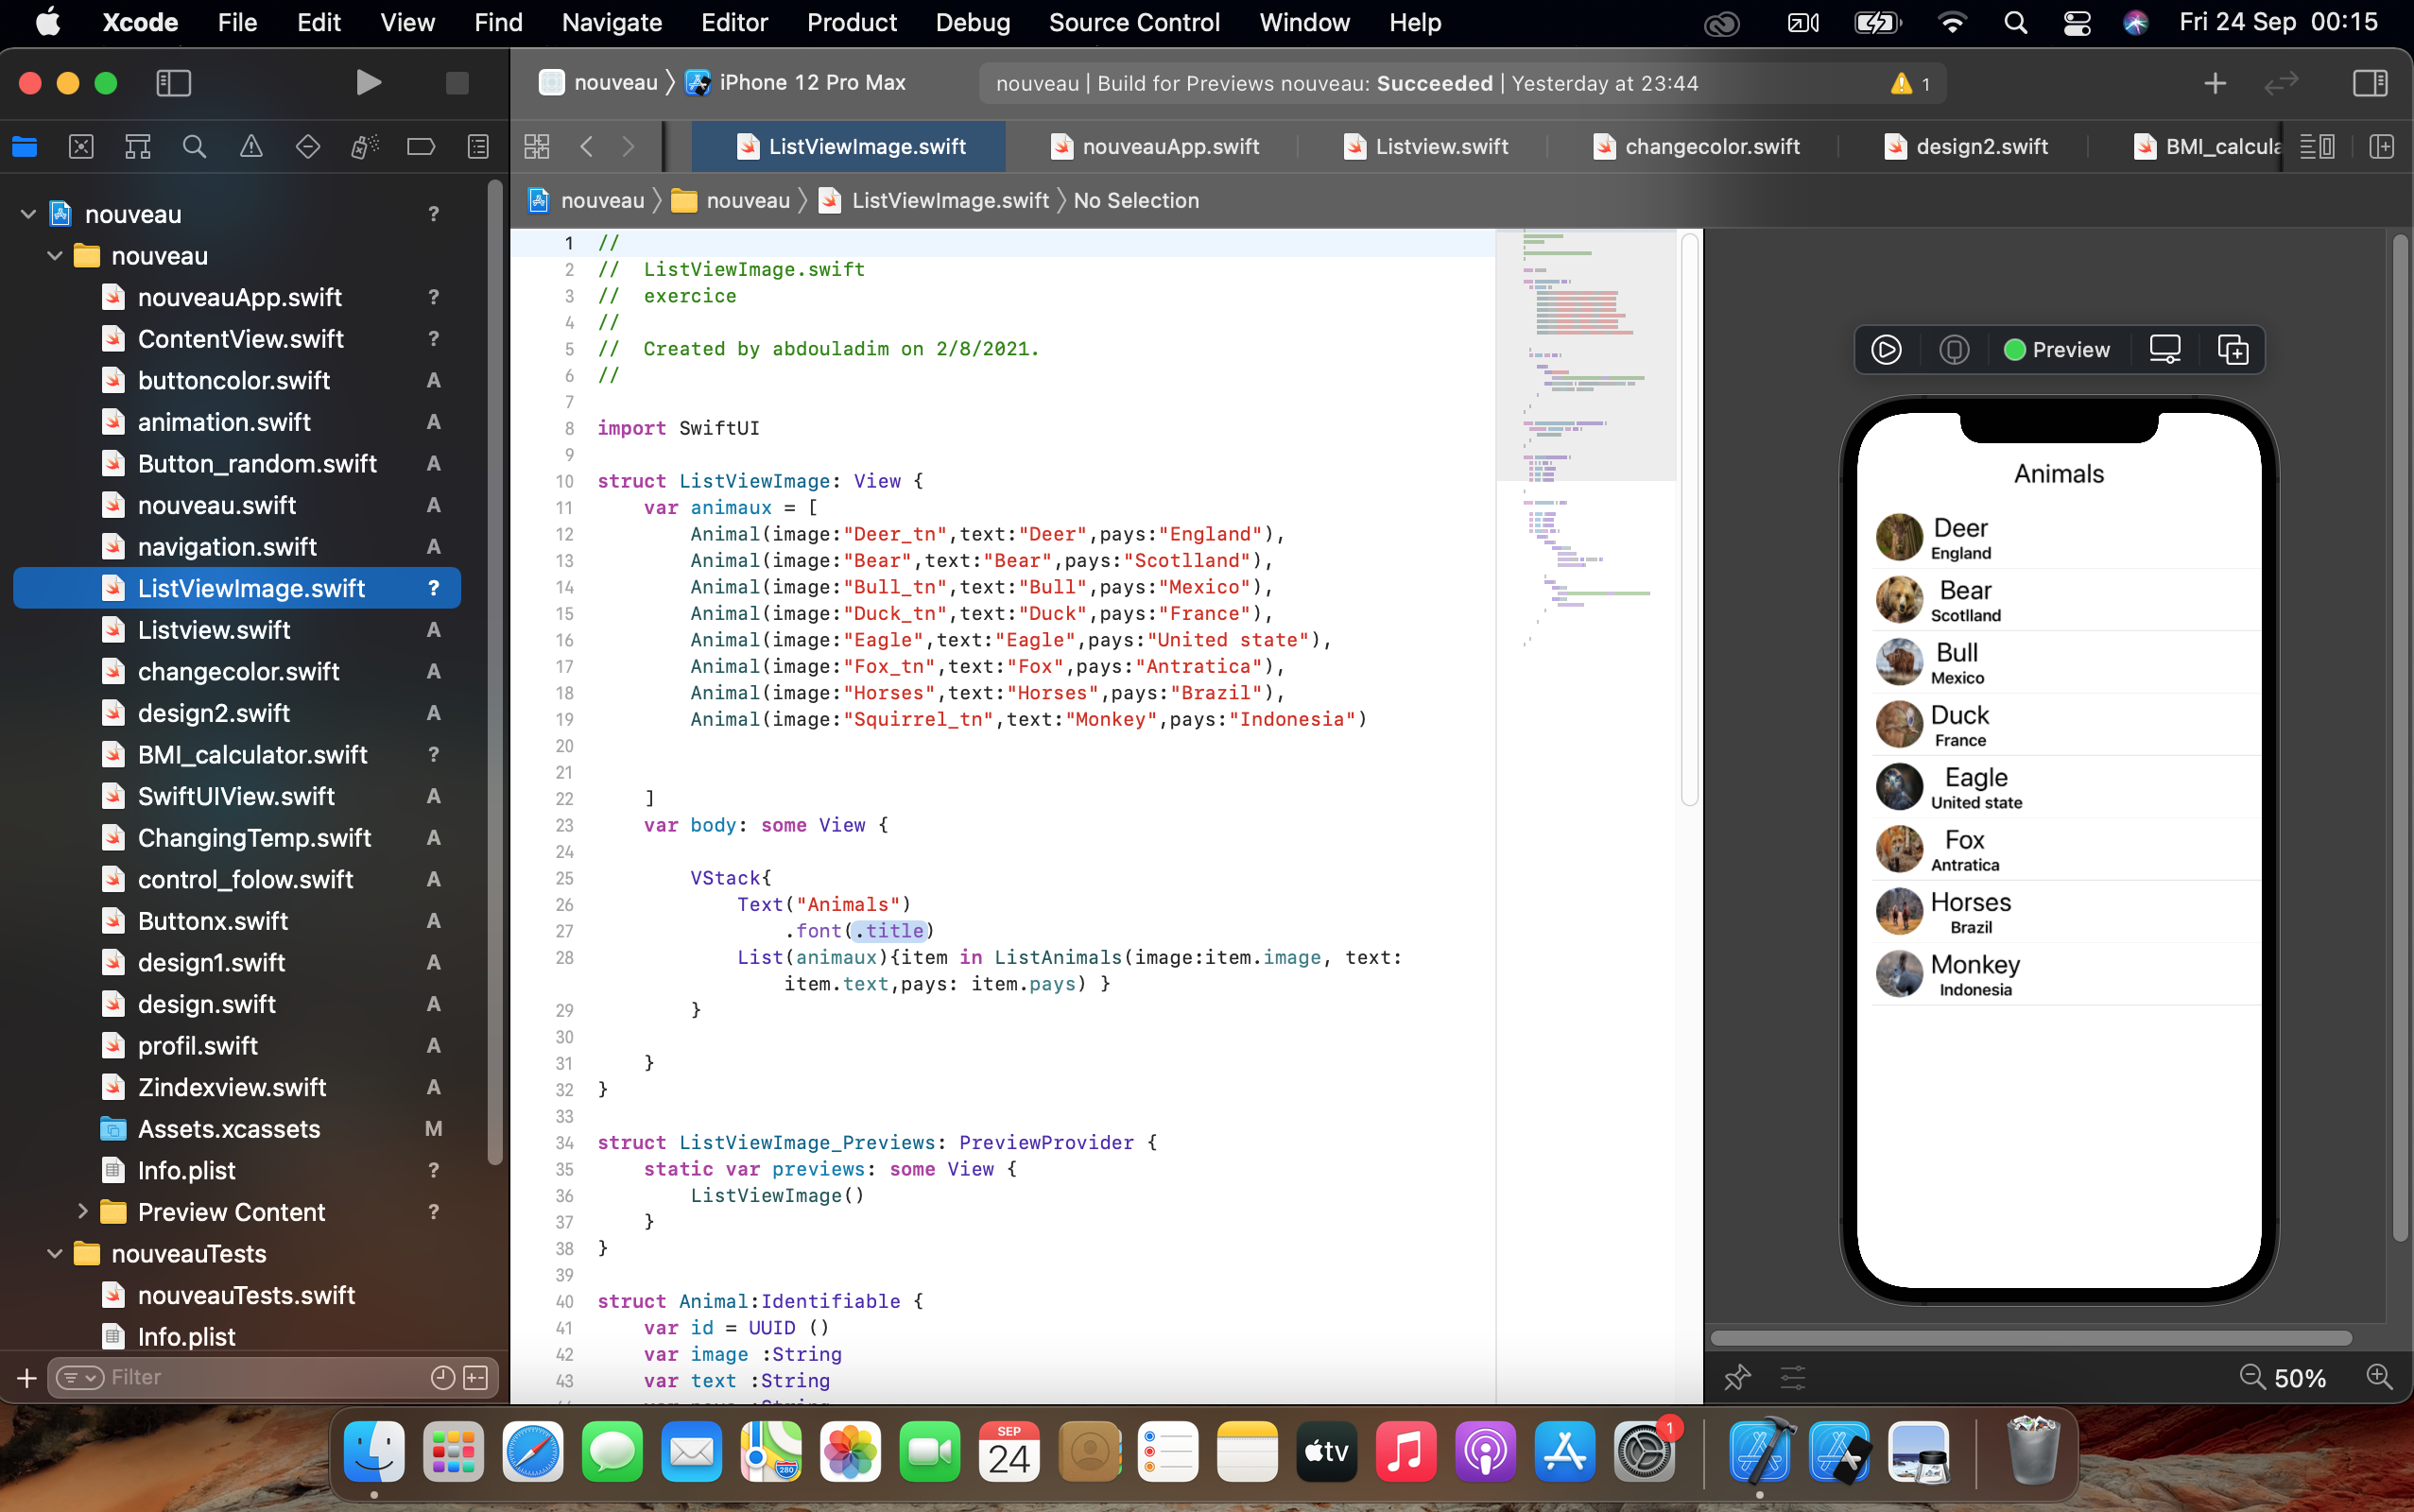 Xcode File Edit View Find Navigate Editor Product Debug Source Control Window Help Fri 24 Sep 00:15
nouveau iPhone 12 Pro Max nouveau | Build for Previews nouveau: Succeeded | Yesterday at 23:44 1
ListViewImage.swift nouveauApp.swift Listview.swift changecolor.swift design2.swift BMI_calcula
nouveau nouveau ListViewImage.swift No Selection
nouveau ?
nouveau
nouveauApp.swift ?
ContentView.swift ?
buttoncolor.swift A
animation.swift A
Button_random.swift A
nouveau.swift A
navigation.swift A
ListViewImage.swift ?
Listview.swift A
changecolor.swift A
design2.swift A
BMI_calculator.swift ?
SwiftUIView.swift A
ChangingTemp.swift A
control_folow.swift A
Buttonx.swift A
design1.swift A
design.swift A
profil.swift A
Zindexview.swift A
Assets.xcassets M
Info.plist ?
Preview Content ?
nouveauTests
nouveauTests.swift
Info.plist
Filter
1 //
2 //  ListViewImage.swift
3 //  exercice
4 //
5 //  Created by abdouladim on 2/8/2021.
6 //
7
8 import SwiftUI
9
10 struct ListViewImage: View {
11     var animaux = [
12         Animal(image:"Deer_tn",text:"Deer",pays:"England"),
13         Animal(image:"Bear",text:"Bear",pays:"Scotlland"),
14         Animal(image:"Bull_tn",text:"Bull",pays:"Mexico"),
15         Animal(image:"Duck_tn",text:"Duck",pays:"France"),
16         Animal(image:"Eagle",text:"Eagle",pays:"United state"),
17         Animal(image:"Fox_tn",text:"Fox",pays:"Antratica"),
18         Animal(image:"Horses",text:"Horses",pays:"Brazil"),
19         Animal(image:"Squirrel_tn",text:"Monkey",pays:"Indonesia")
20
21
22     ]
23     var body: some View {
24
25         VStack{
26             Text("Animals")
27                 .font(.title)
28             List(animaux){item in ListAnimals(image:item.image, text:
item.text,pays: item.pays) }
29         }
30
31     }
32 }
33
34 struct ListViewImage_Previews: PreviewProvider {
35     static var previews: some View {
36         ListViewImage()
37     }
38 }
39
40 struct Animal:Identifiable {
41     var id = UUID ()
42     var image :String
43     var text :String
Preview
Animals
Deer
England
Bear
Scotlland
Bull
Mexico
Duck
France
Eagle
United state
Fox
Antratica
Horses
Brazil
Monkey
Indonesia
50%
SEP
24
280
tv
1